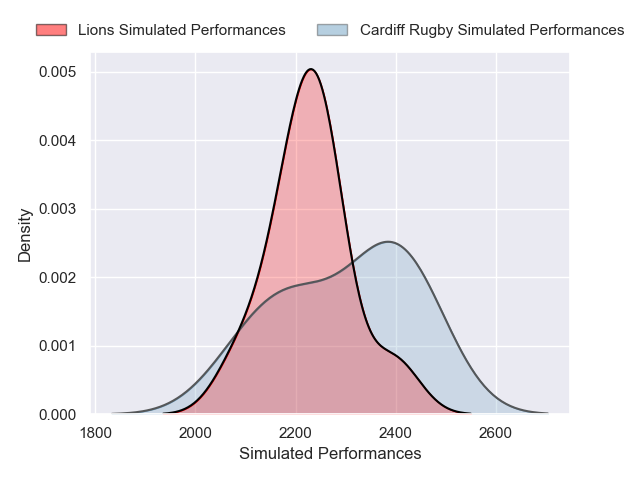 Lions Simulated Performances Cardiff Rugby Simulated Performances
0.005
0.004
0.003
0.002
0.001
0.000
Density
1800 2000 2200 2400 2600
Simulated Performances